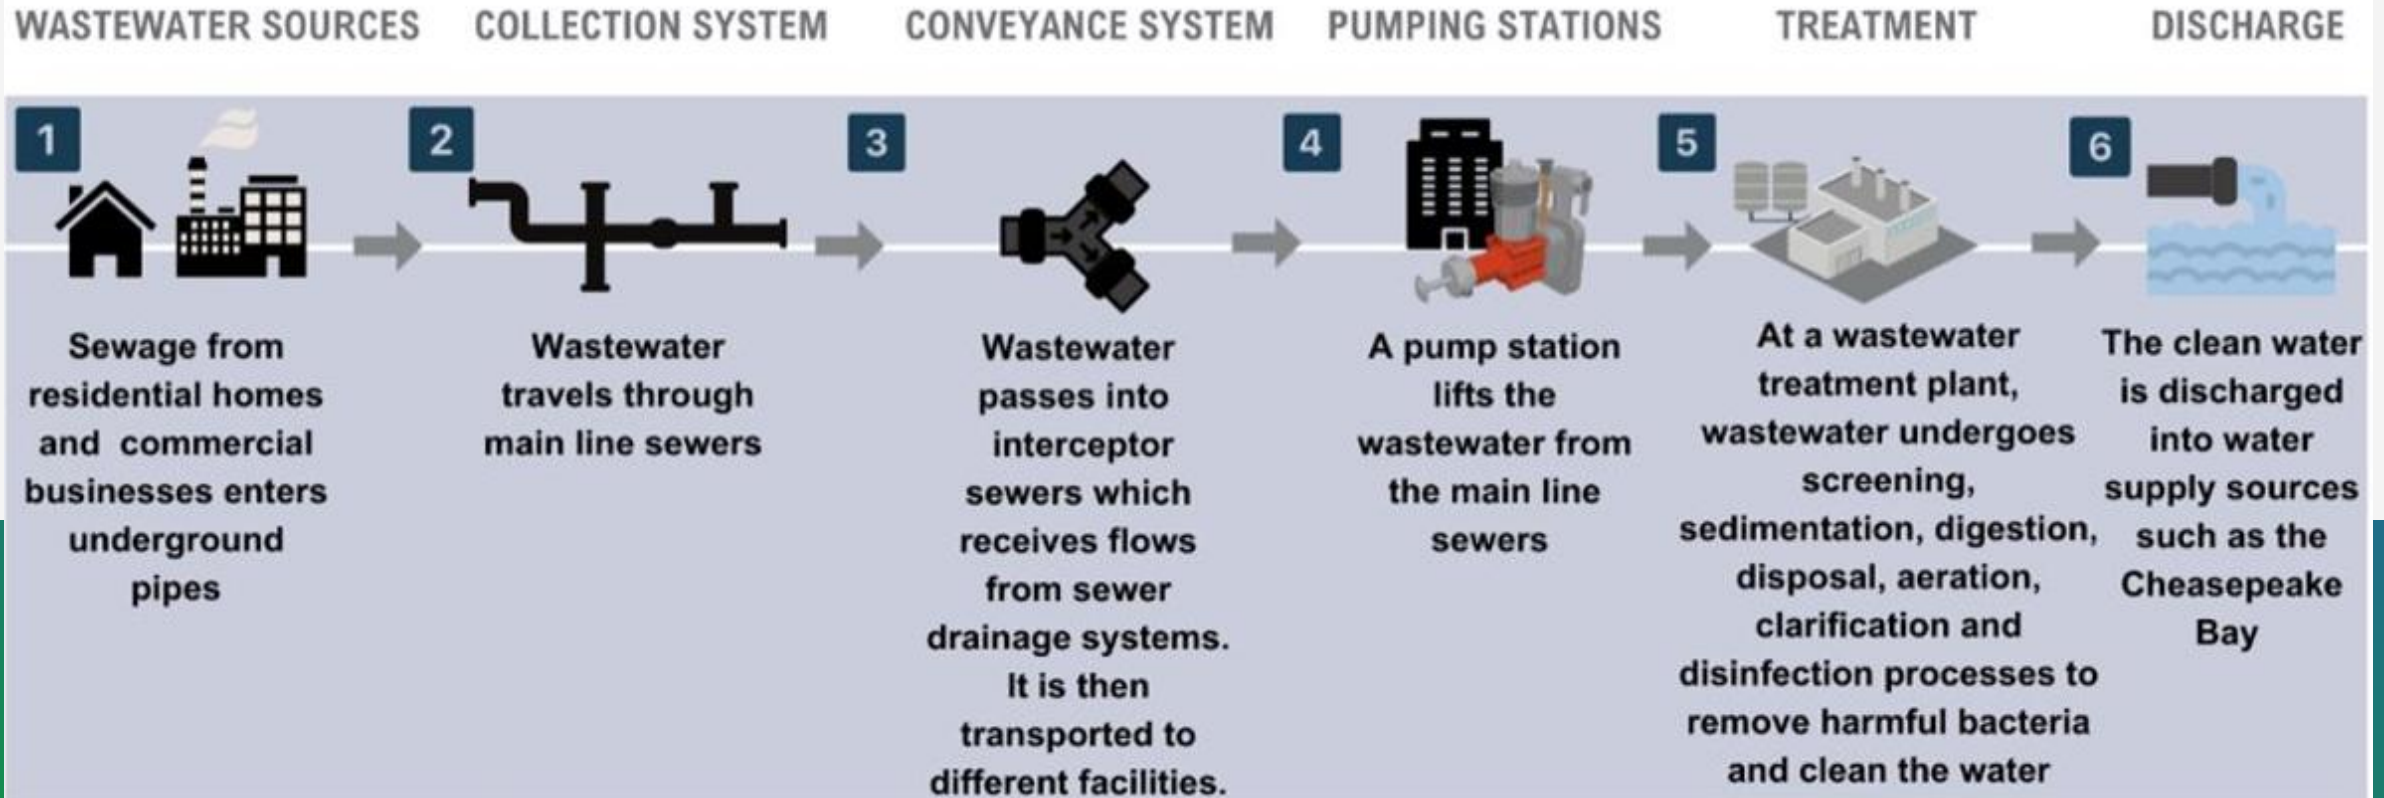 WASTEWATER SOURCES
COLLECTION SYSTEM
CONVEYANCE SYSTEM
PUMPING STATIONS
TREATMENT
DISCHARGE
1
Sewage from
residential homes
and commercial
businesses enters
underground
pipes
2
Wastewater
travels through
main line sewers
3
Wastewater
passes into
interceptor
sewers which
receives flows
from sewer
drainage systems.
It is then
transported to
different facilities.
4
A pump station
lifts the
wastewater from
the main line
sewers
5
At a wastewater
treatment plant,
wastewater undergoes
screening,
sedimentation, digestion,
disposal, aeration,
clarification and
disinfection processes to
remove harmful bacteria
and clean the water
6
The clean water
is discharged
into water
supply sources
such as the
Cheasepeake
Bay